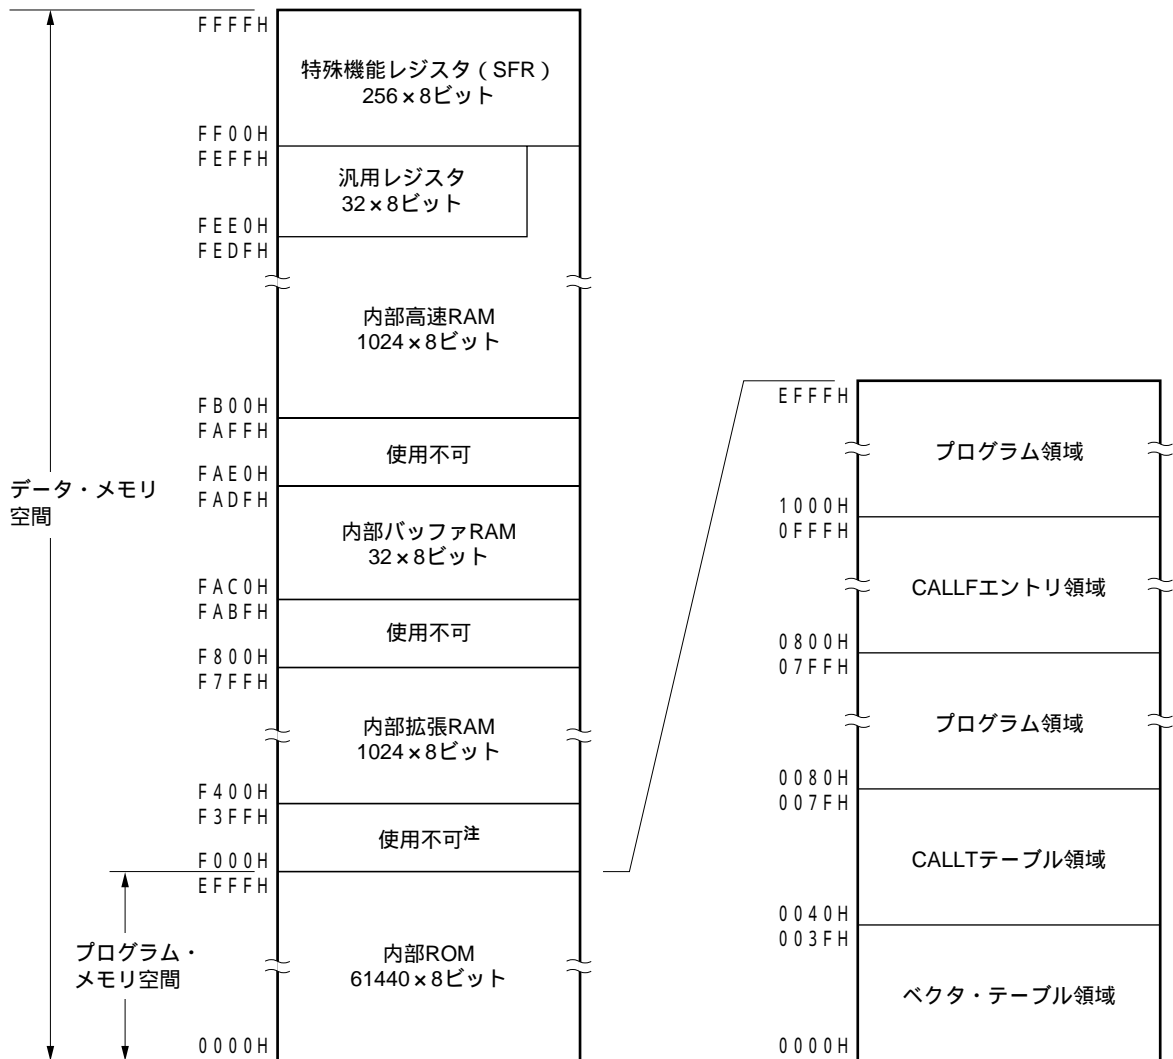 FFFFH
特殊機能レジスタ（SFR）
256×8ビット
FF00H
FEFFH
汎用レジスタ
32×8ビット
FEE0H
FEDFH
内部高速RAM
1024×8ビット
FB00H
FAFFH
使用不可
FAE0H
FADFH
データ・メモリ
空間
内部バッファRAM
32×8ビット
FAC0H
FABFH
使用不可
F800H
F7FFH
内部拡張RAM
1024×8ビット
F400H
F3FFH
使用不可注
F000H
EFFFH
プログラム・
メモリ空間
内部ROM
61440×8ビット
0000H
EFFFH
プログラム領域
1000H
0FFFH
CALLFエントリ領域
0800H
07FFH
プログラム領域
0080H
007FH
CALLTテーブル領域
0040H
003FH
ベクタ・テーブル領域
0000H